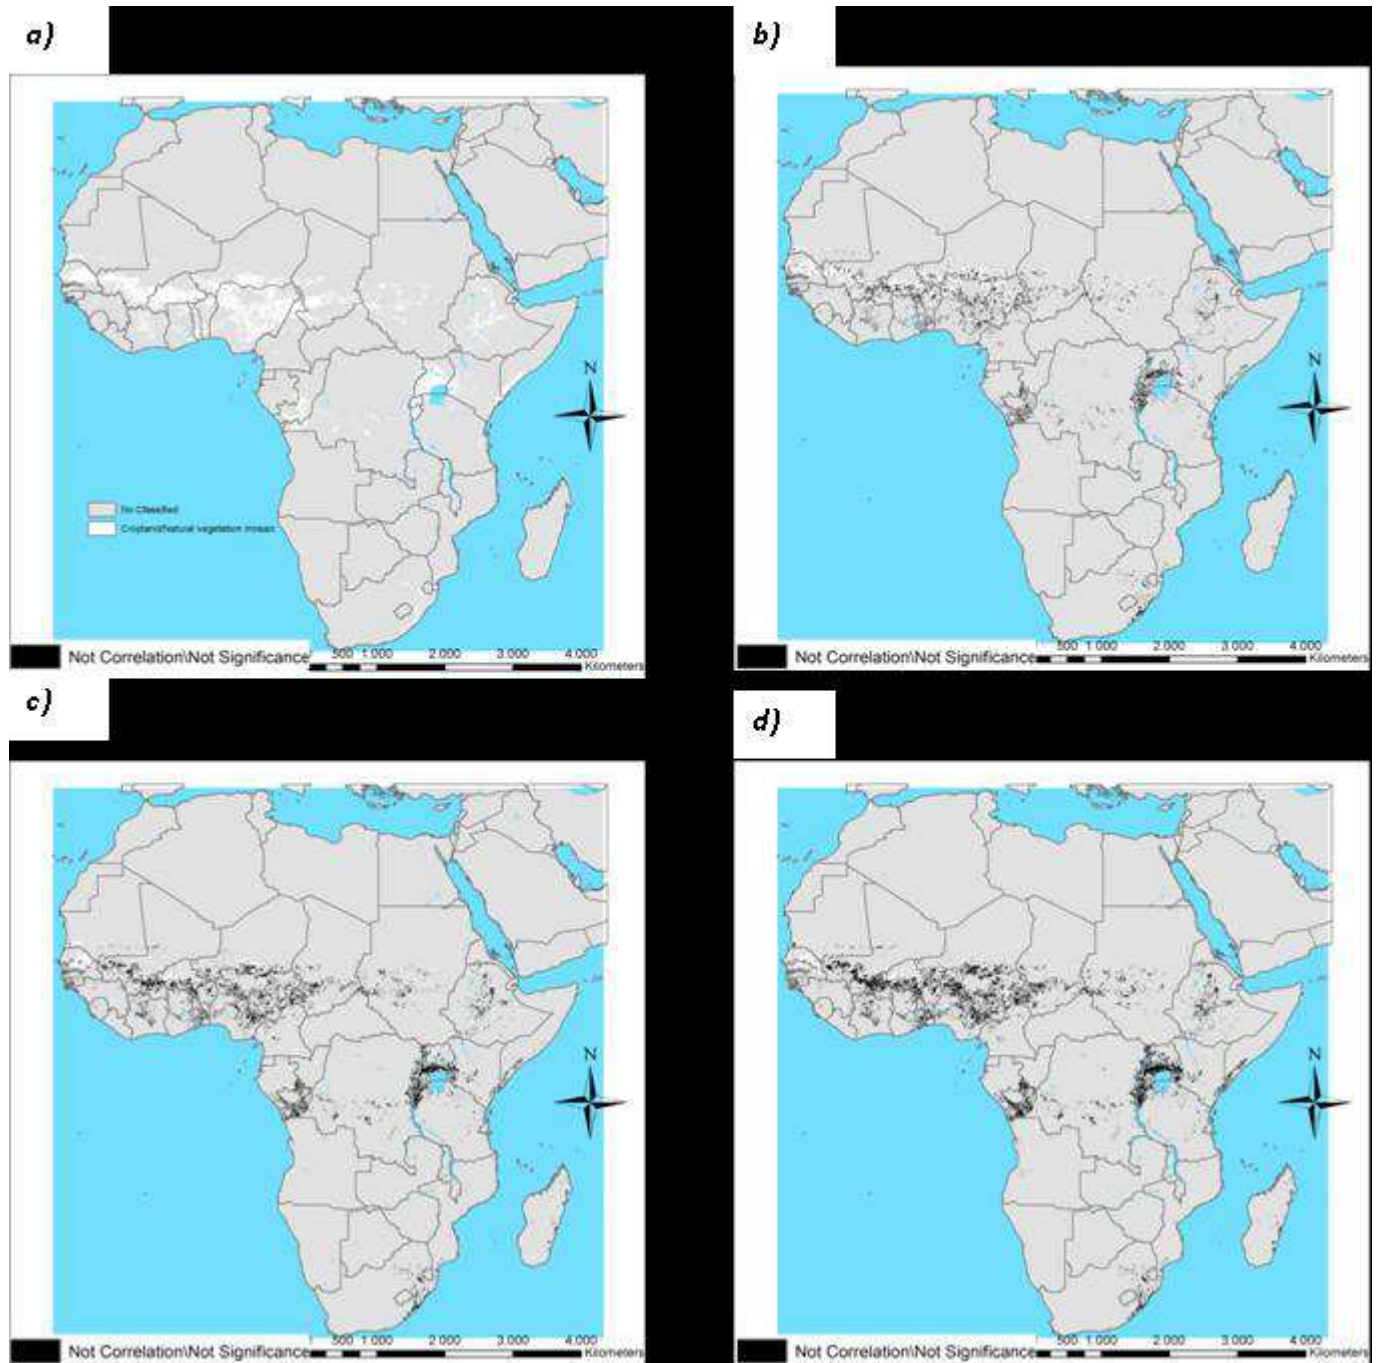 a)
N
No Classified
Cropland/Natural vegetation mosaic
Not Correlation\Not Significance
500 1 000 2 000 3 000 4 000
Kilometers
b)
N
Not Correlation\Not Significance
500 1 000 2 000 3 000 4 000
Kilometers
c)
N
Not Correlation\Not Significance
500 1 000 2 000 3 000 4 000
Kilometers
d)
N
Not Correlation\Not Significance
500 1 000 2 000 3 000 4 000
Kilometers